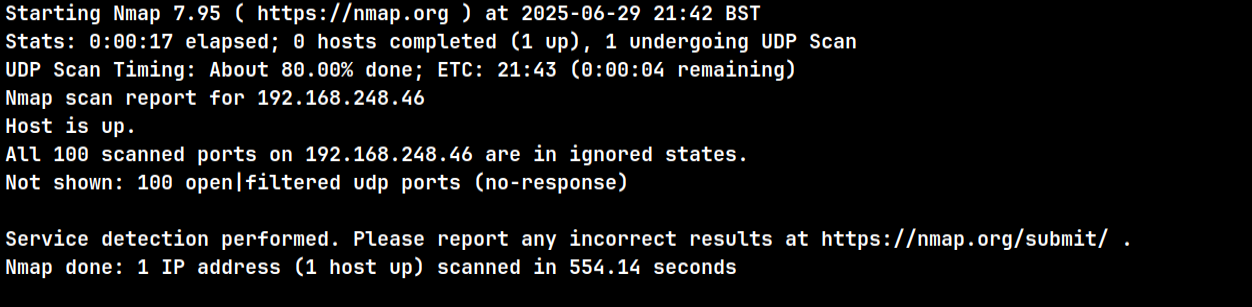 Starting Nmap 7.95 ( https://nmap.org ) at 2025-06-29 21:42 BST
Stats: 0:00:17 elapsed; 0 hosts completed (1 up), 1 undergoing UDP Scan
UDP Scan Timing: About 80.00% done; ETC: 21:43 (0:00:04 remaining)
Nmap scan report for 192.168.248.46
Host is up.
All 100 scanned ports on 192.168.248.46 are in ignored states.
Not shown: 100 open|filtered udp ports (no-response)

Service detection performed. Please report any incorrect results at https://nmap.org/submit/ .
Nmap done: 1 IP address (1 host up) scanned in 554.14 seconds